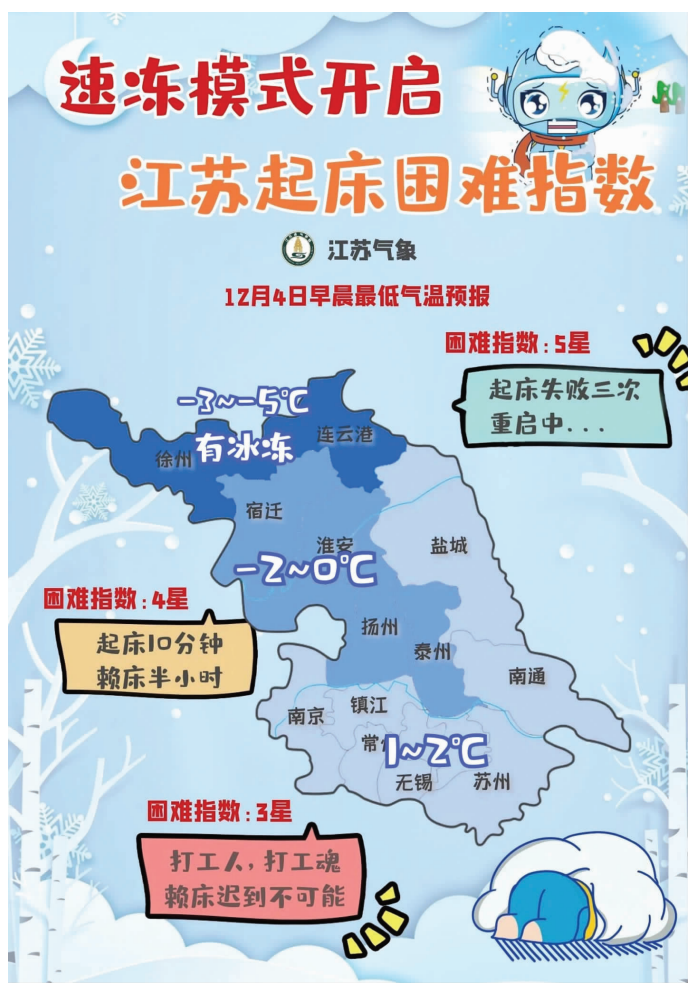 速冻模式开启
江苏起床困难指数
江苏气象
12月4日早晨最低气温预报
困难指数:5星
起床失败三次
重启中...
-3~-5℃
有冰冻
连云港
徐州
宿迁
淮安
盐城
-2~0℃
困难指数:4星
起床10分钟
赖床半小时
扬州
泰州
南通
南京
镇江
常
1~2℃
无锡
苏州
困难指数:3星
打工人,打工魂
赖床迟到不可能